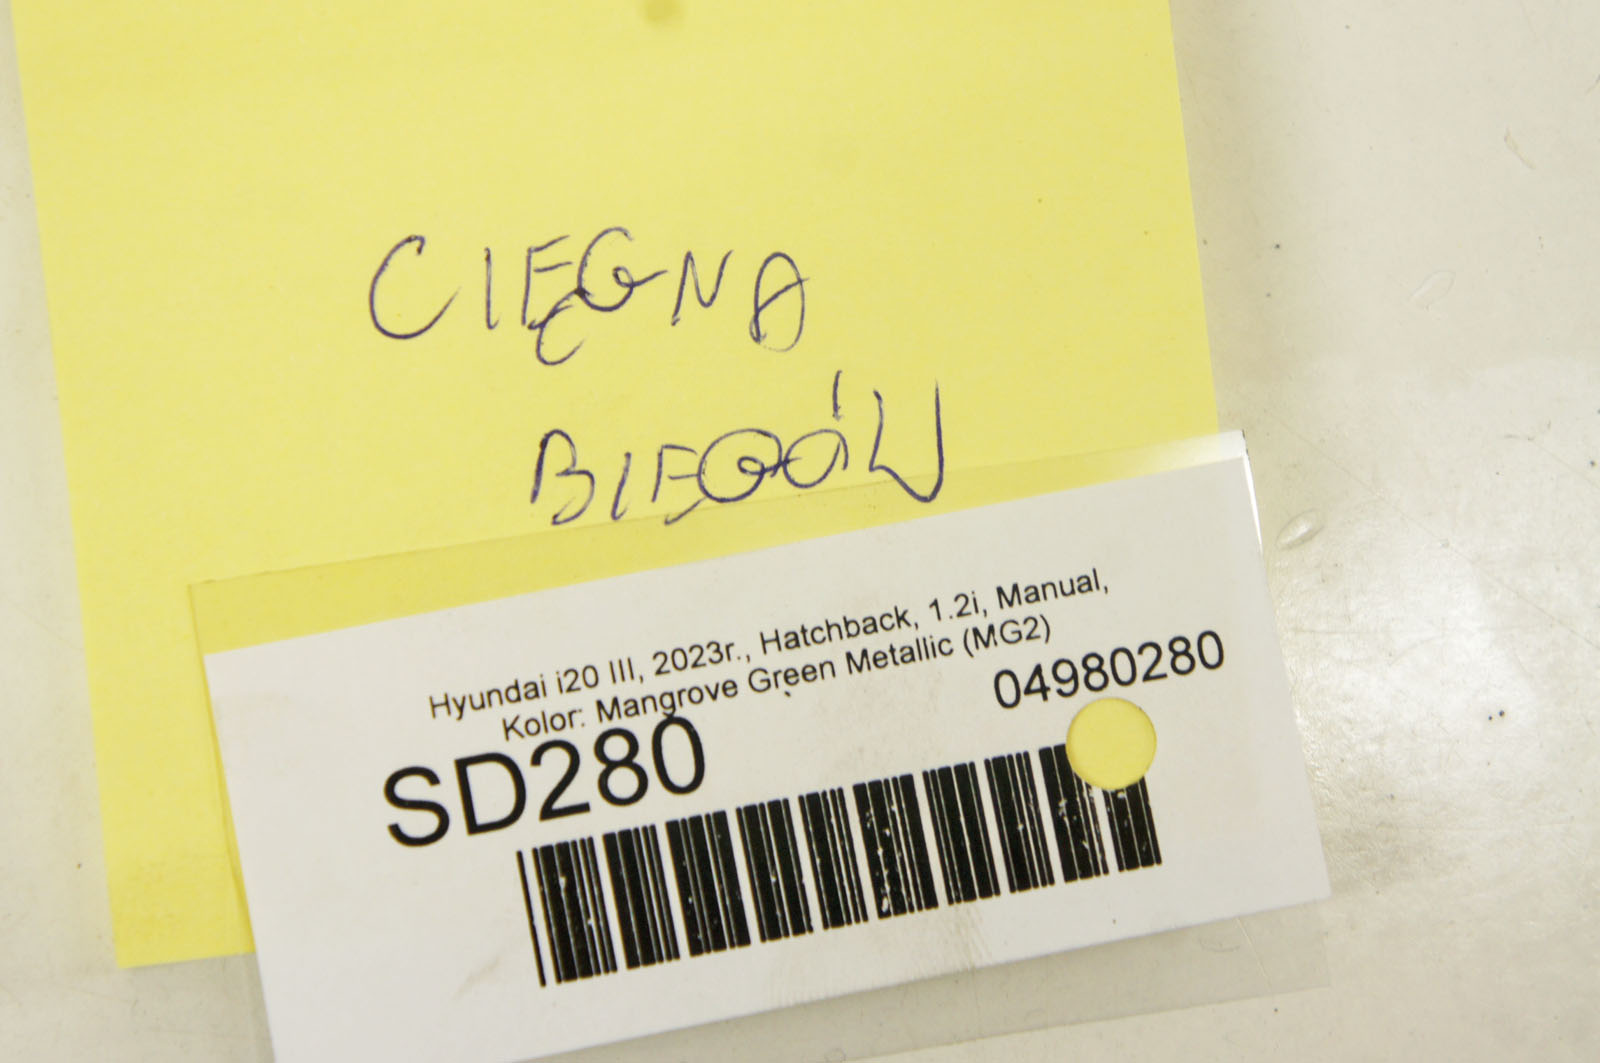 CIĘGNA
BIEGÓW
Hyundai i20 III, 2023r., Hatchback, 1.2i, Manual,
Kolor: Mangrove Green Metallic (MG2)
04980280
SD280